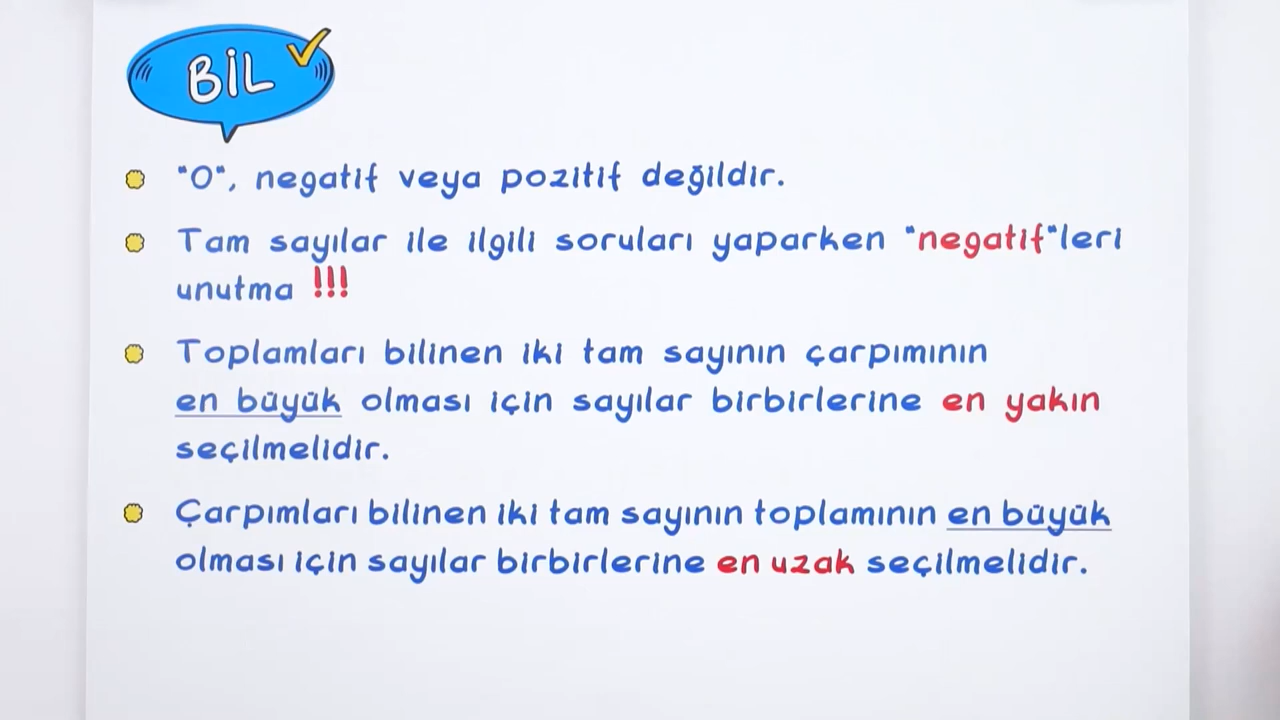 BİL
"0", negatif veya pozitif değildir.
Tam sayılar ile ilgili soruları yaparken "negatif"leri
unutma !!!
Toplamları bilinen iki tam sayının çarpımının
en büyük olması için sayılar birbirlerine en yakın
seçilmelidir.
Çarpımları bilinen iki tam sayının toplamının en büyük
olması için sayılar birbirlerine en uzak seçilmelidir.